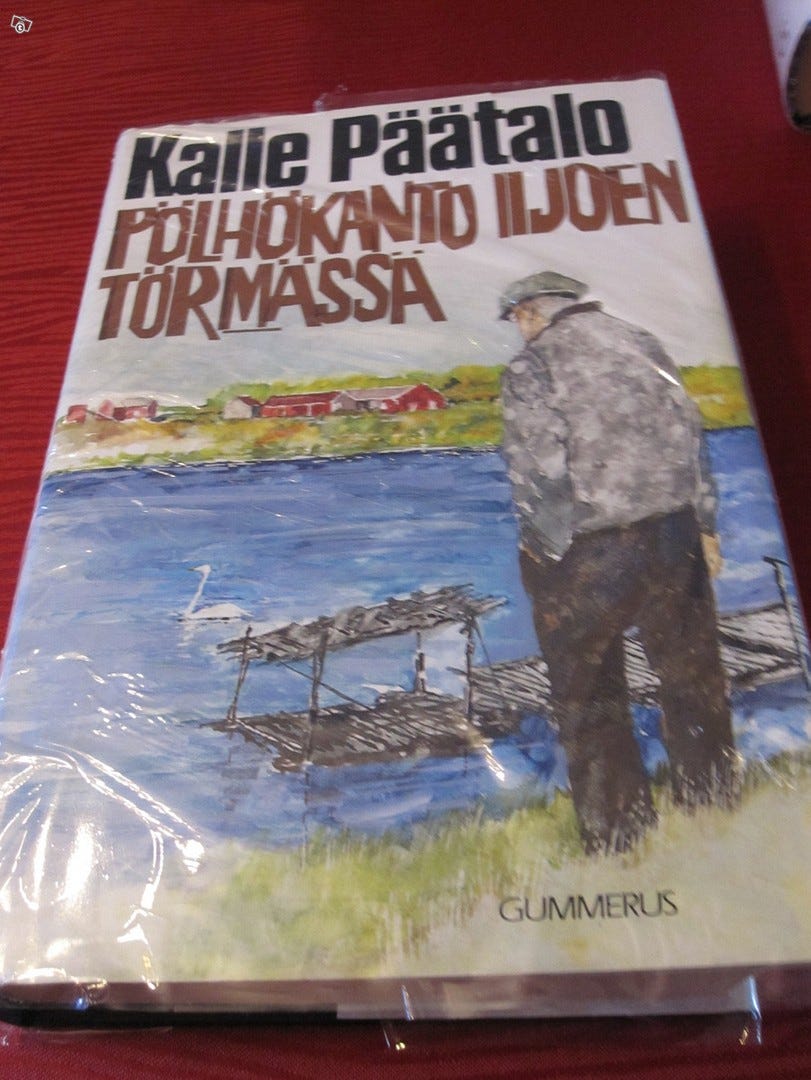 Kalle Päätalo
PÖLHÖKANTO IIJOEN
TÖRMÄSSÄ
GUMMERUS